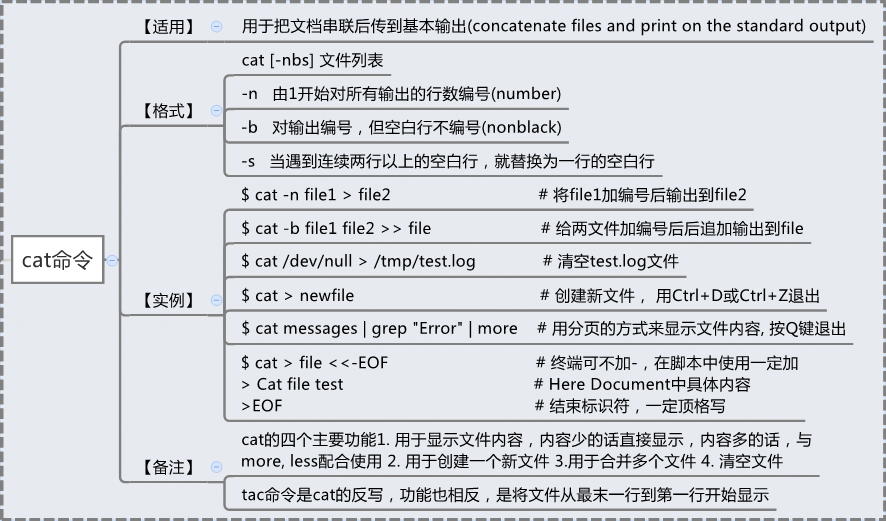 cat命令
【适用】
用于把文档串联后传到基本输出(concatenate files and print on the standard output)
【格式】
cat [-nbs] 文件列表
-n 由1开始对所有输出的行数编号(number)
-b 对输出编号，但空白行不编号(nonblack)
-s 当遇到连续两行以上的空白行，就替换为一行的空白行
【实例】
$ cat -n file1 > file2 # 将file1加编号后输出到file2
$ cat -b file1 file2 >> file # 给两文件加编号后后追加输出到file
$ cat /dev/null > /tmp/test.log # 清空test.log文件
$ cat > newfile # 创建新文件， 用Ctrl+D或Ctrl+Z退出
$ cat messages | grep "Error" | more # 用分页的方式来显示文件内容, 按Q键退出
$ cat > file <<-EOF # 终端可不加-，在脚本中使用一定加
> Cat file test # Here Document中具体内容
>EOF # 结束标识符，一定顶格写
【备注】
cat的四个主要功能1. 用于显示文件内容，内容少的话直接显示，内容多的话，与
more, less配合使用 2. 用于创建一个新文件 3.用于合并多个文件 4. 清空文件
tac命令是cat的反写，功能也相反，是将文件从最末一行到第一行开始显示